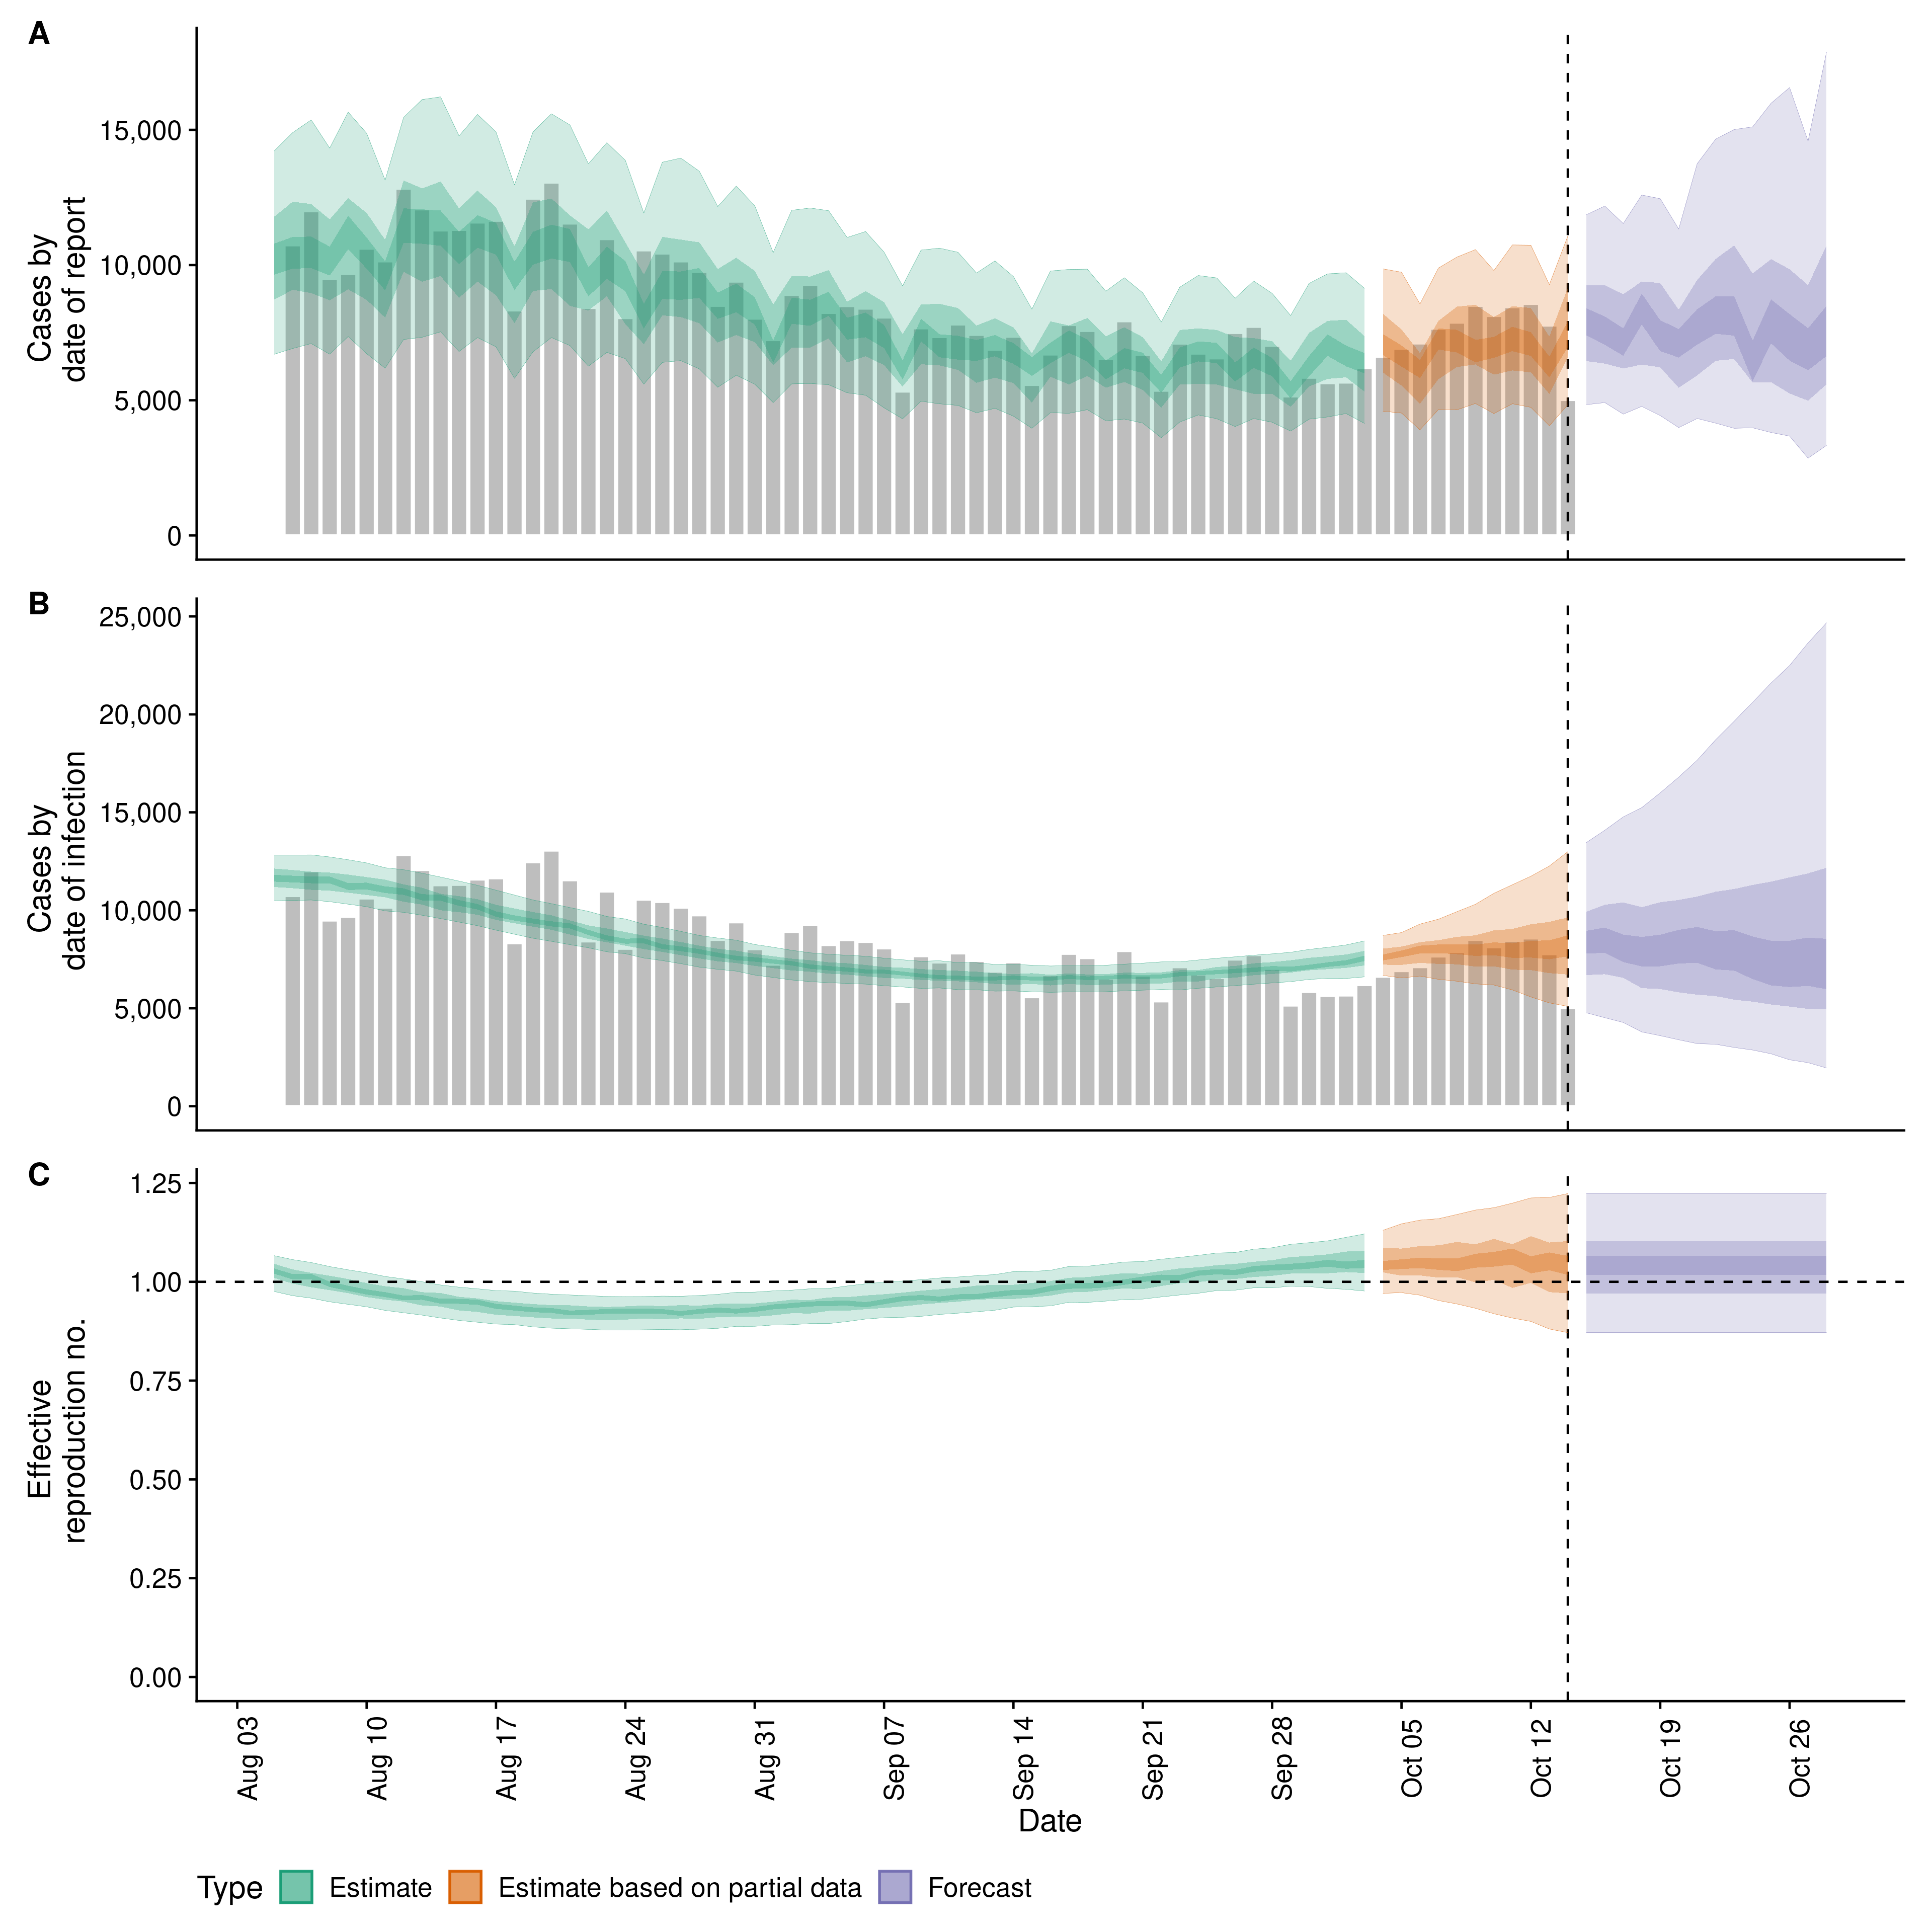 A
Cases by
date of report
15,000
10,000
5,000
0
B
Cases by
date of infection
25,000
20,000
15,000
10,000
5,000
0
C
Effective
reproduction no.
1.25
1.00
0.75
0.50
0.25
0.00
Aug 03
Aug 10
Aug 17
Aug 24
Aug 31
Sep 07
Sep 14
Sep 21
Sep 28
Oct 05
Oct 12
Oct 19
Oct 26
Date
Type Estimate Estimate based on partial data Forecast